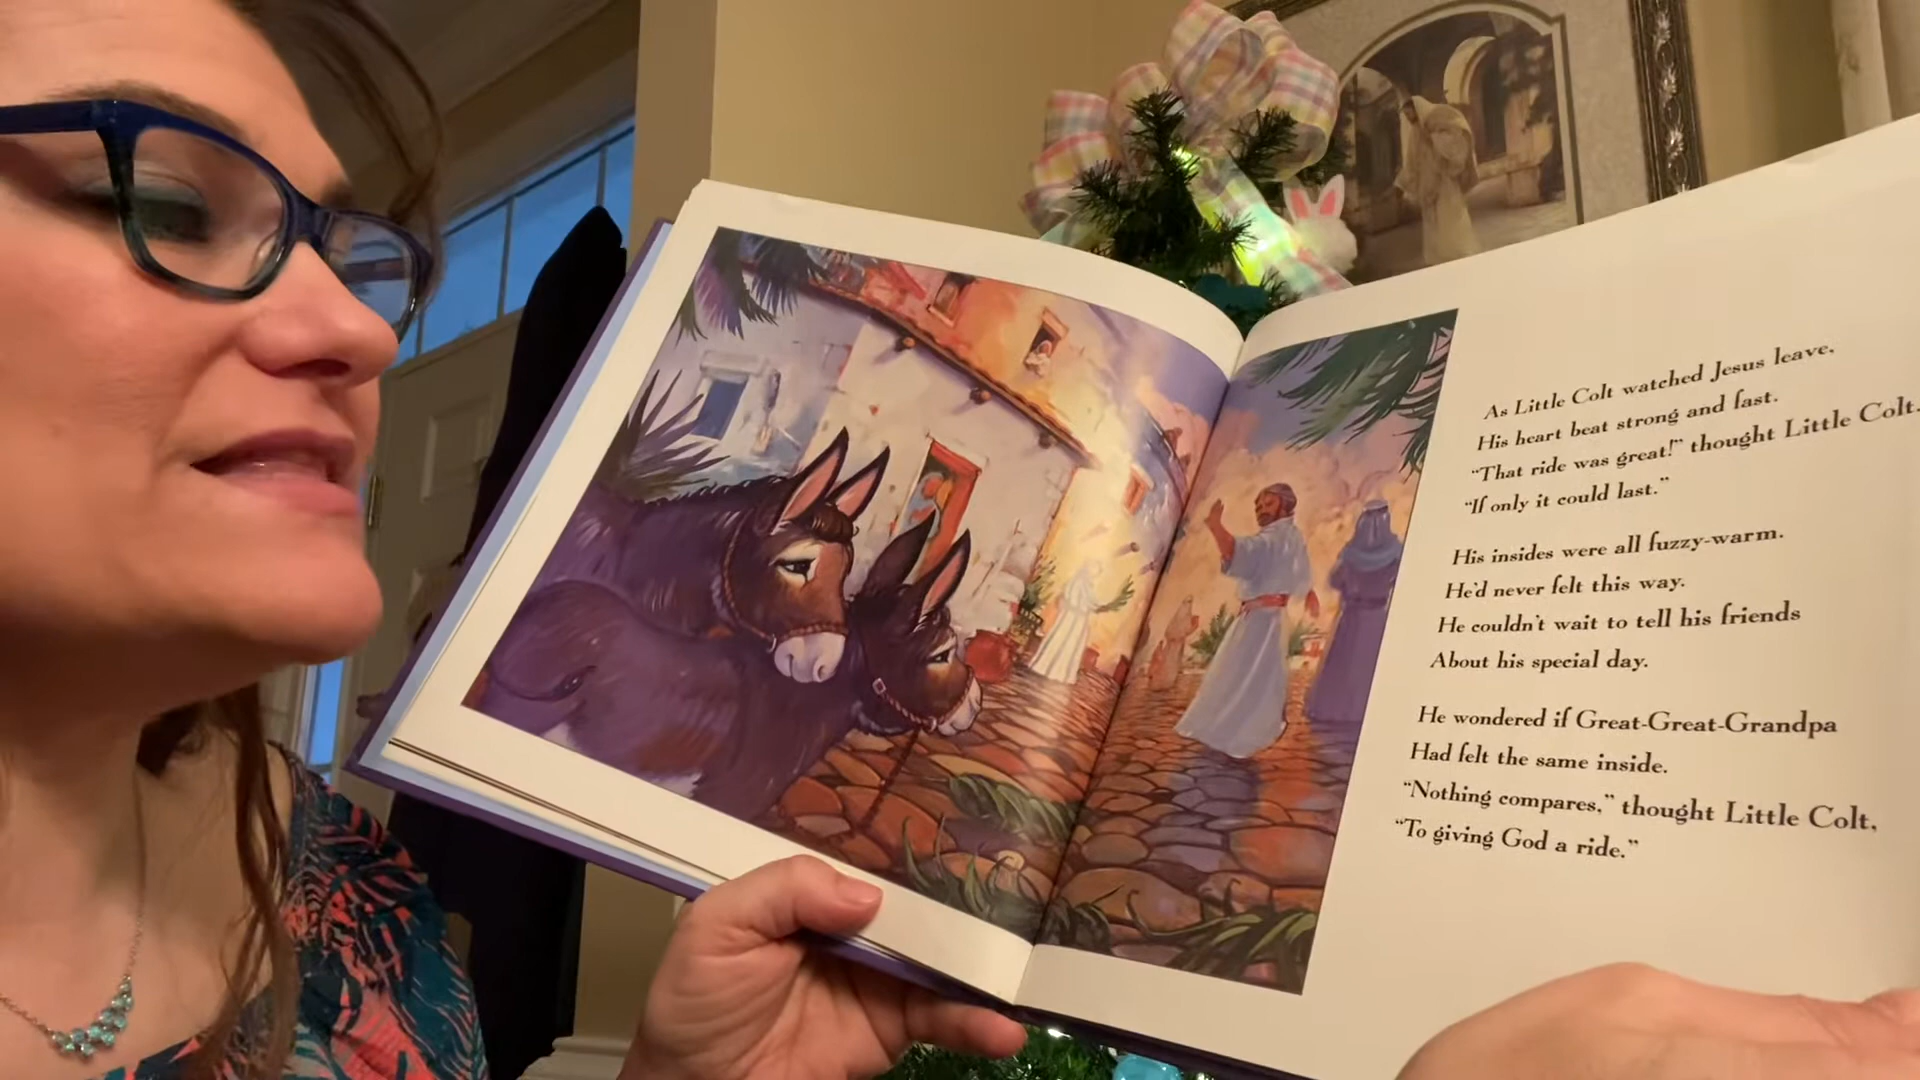 As Little Colt watched Jesus leave,
His heart beat strong and fast.
“That ride was great!” thought Little Colt.
“If only it could last.”
His insides were all fuzzy-warm.
He’d never felt this way.
He couldn’t wait to tell his friends
About his special day.
He wondered if Great-Great-Grandpa
Had felt the same inside.
“Nothing compares,” thought Little Colt,
“To giving God a ride.”